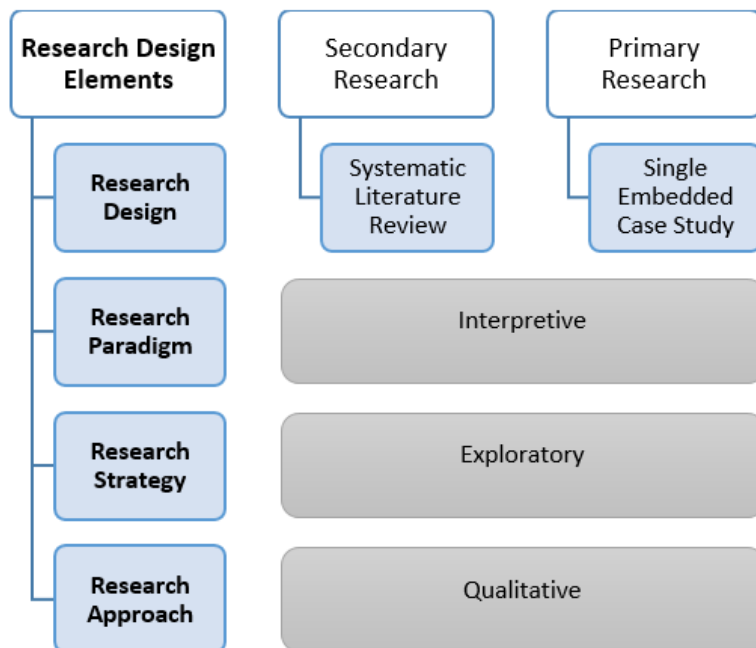 Research Design
Elements
Secondary
Research
Primary
Research
Research
Design
Systematic
Literature
Review
Single
Embedded
Case Study
Research
Paradigm
Interpretive
Research
Strategy
Exploratory
Research
Approach
Qualitative